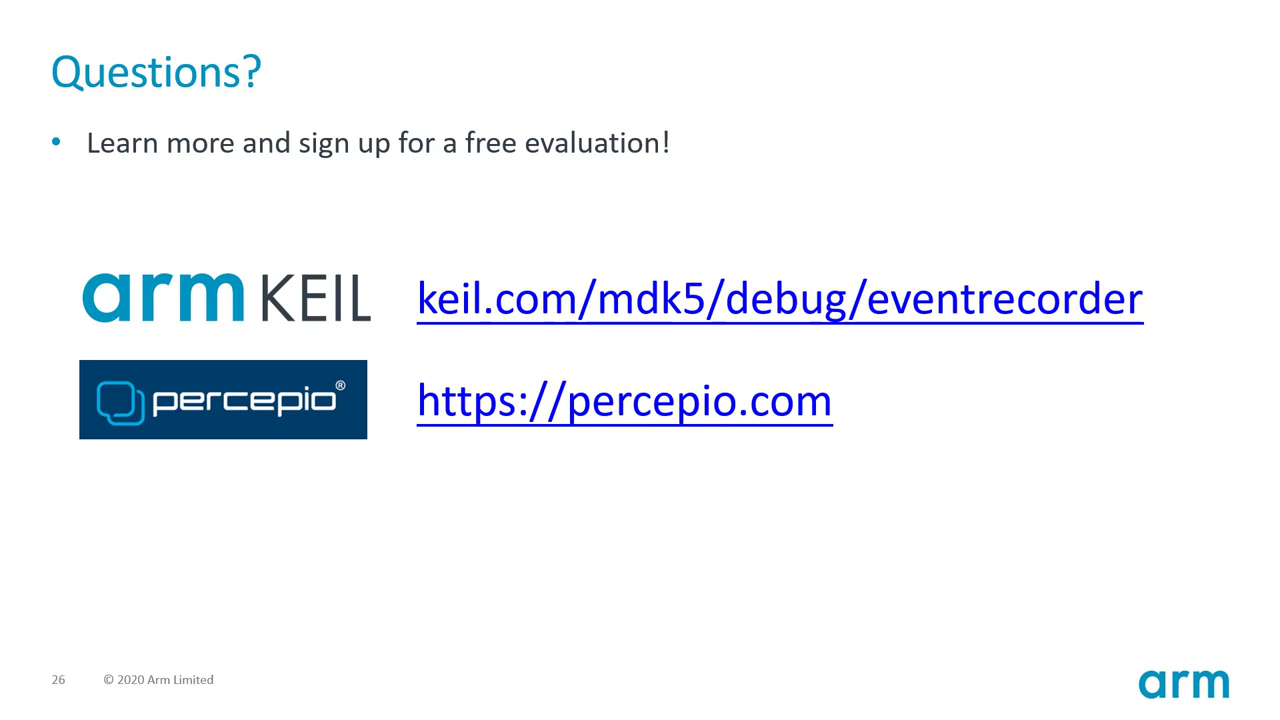 Questions?
• Learn more and sign up for a free evaluation!
arm KEIL
keil.com/mdk5/debug/eventrecorder
percepio®
https://percepio.com
26 © 2020 Arm Limited
arm